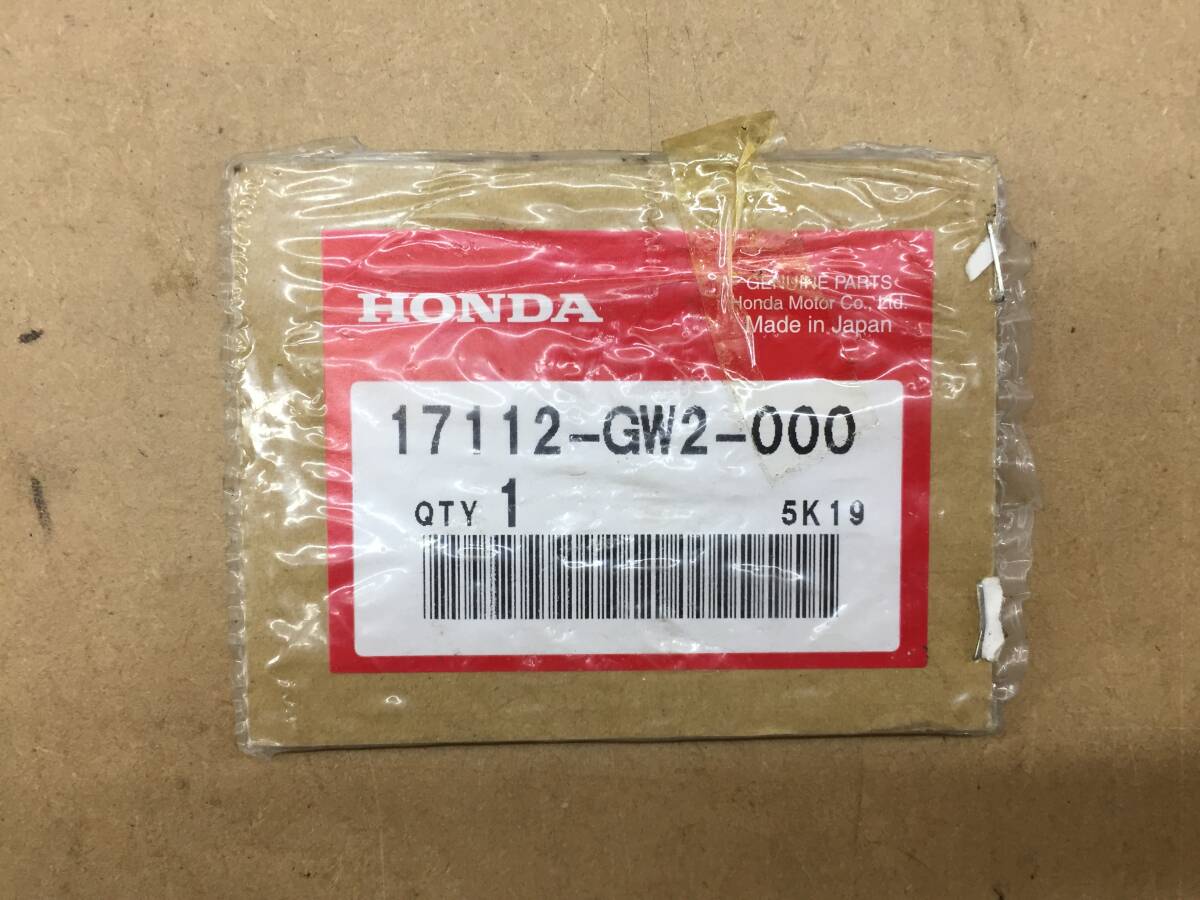 HONDA
GENUINE PARTS
Honda Motor Co., Ltd.
Made in Japan
17112-GW2-000
QTY 1 5K19